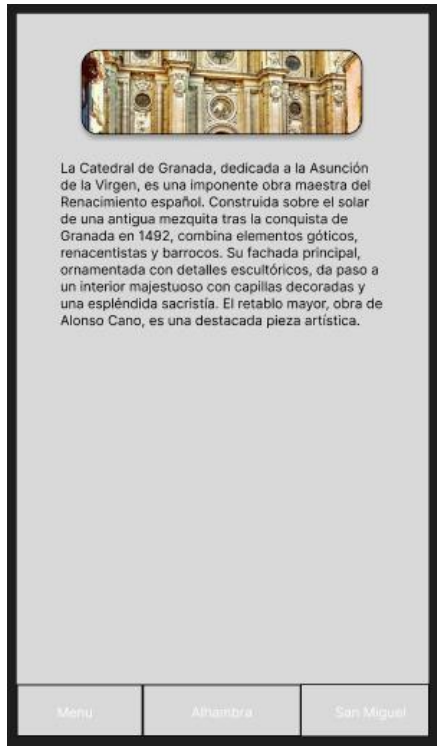 La Catedral de Granada, dedicada a la Asunción
de la Virgen, es una imponente obra maestra del
Renacimiento español. Construida sobre el solar
de una antigua mezquita tras la conquista de
Granada en 1492, combina elementos góticos,
renacentistas y barrocos. Su fachada principal,
ornamentada con detalles escultóricos, da paso a
un interior majestuoso con capillas decoradas y
una espléndida sacristía. El retablo mayor, obra de
Alonso Cano, es una destacada pieza artística.
Menu
Alhambra
San Miguel